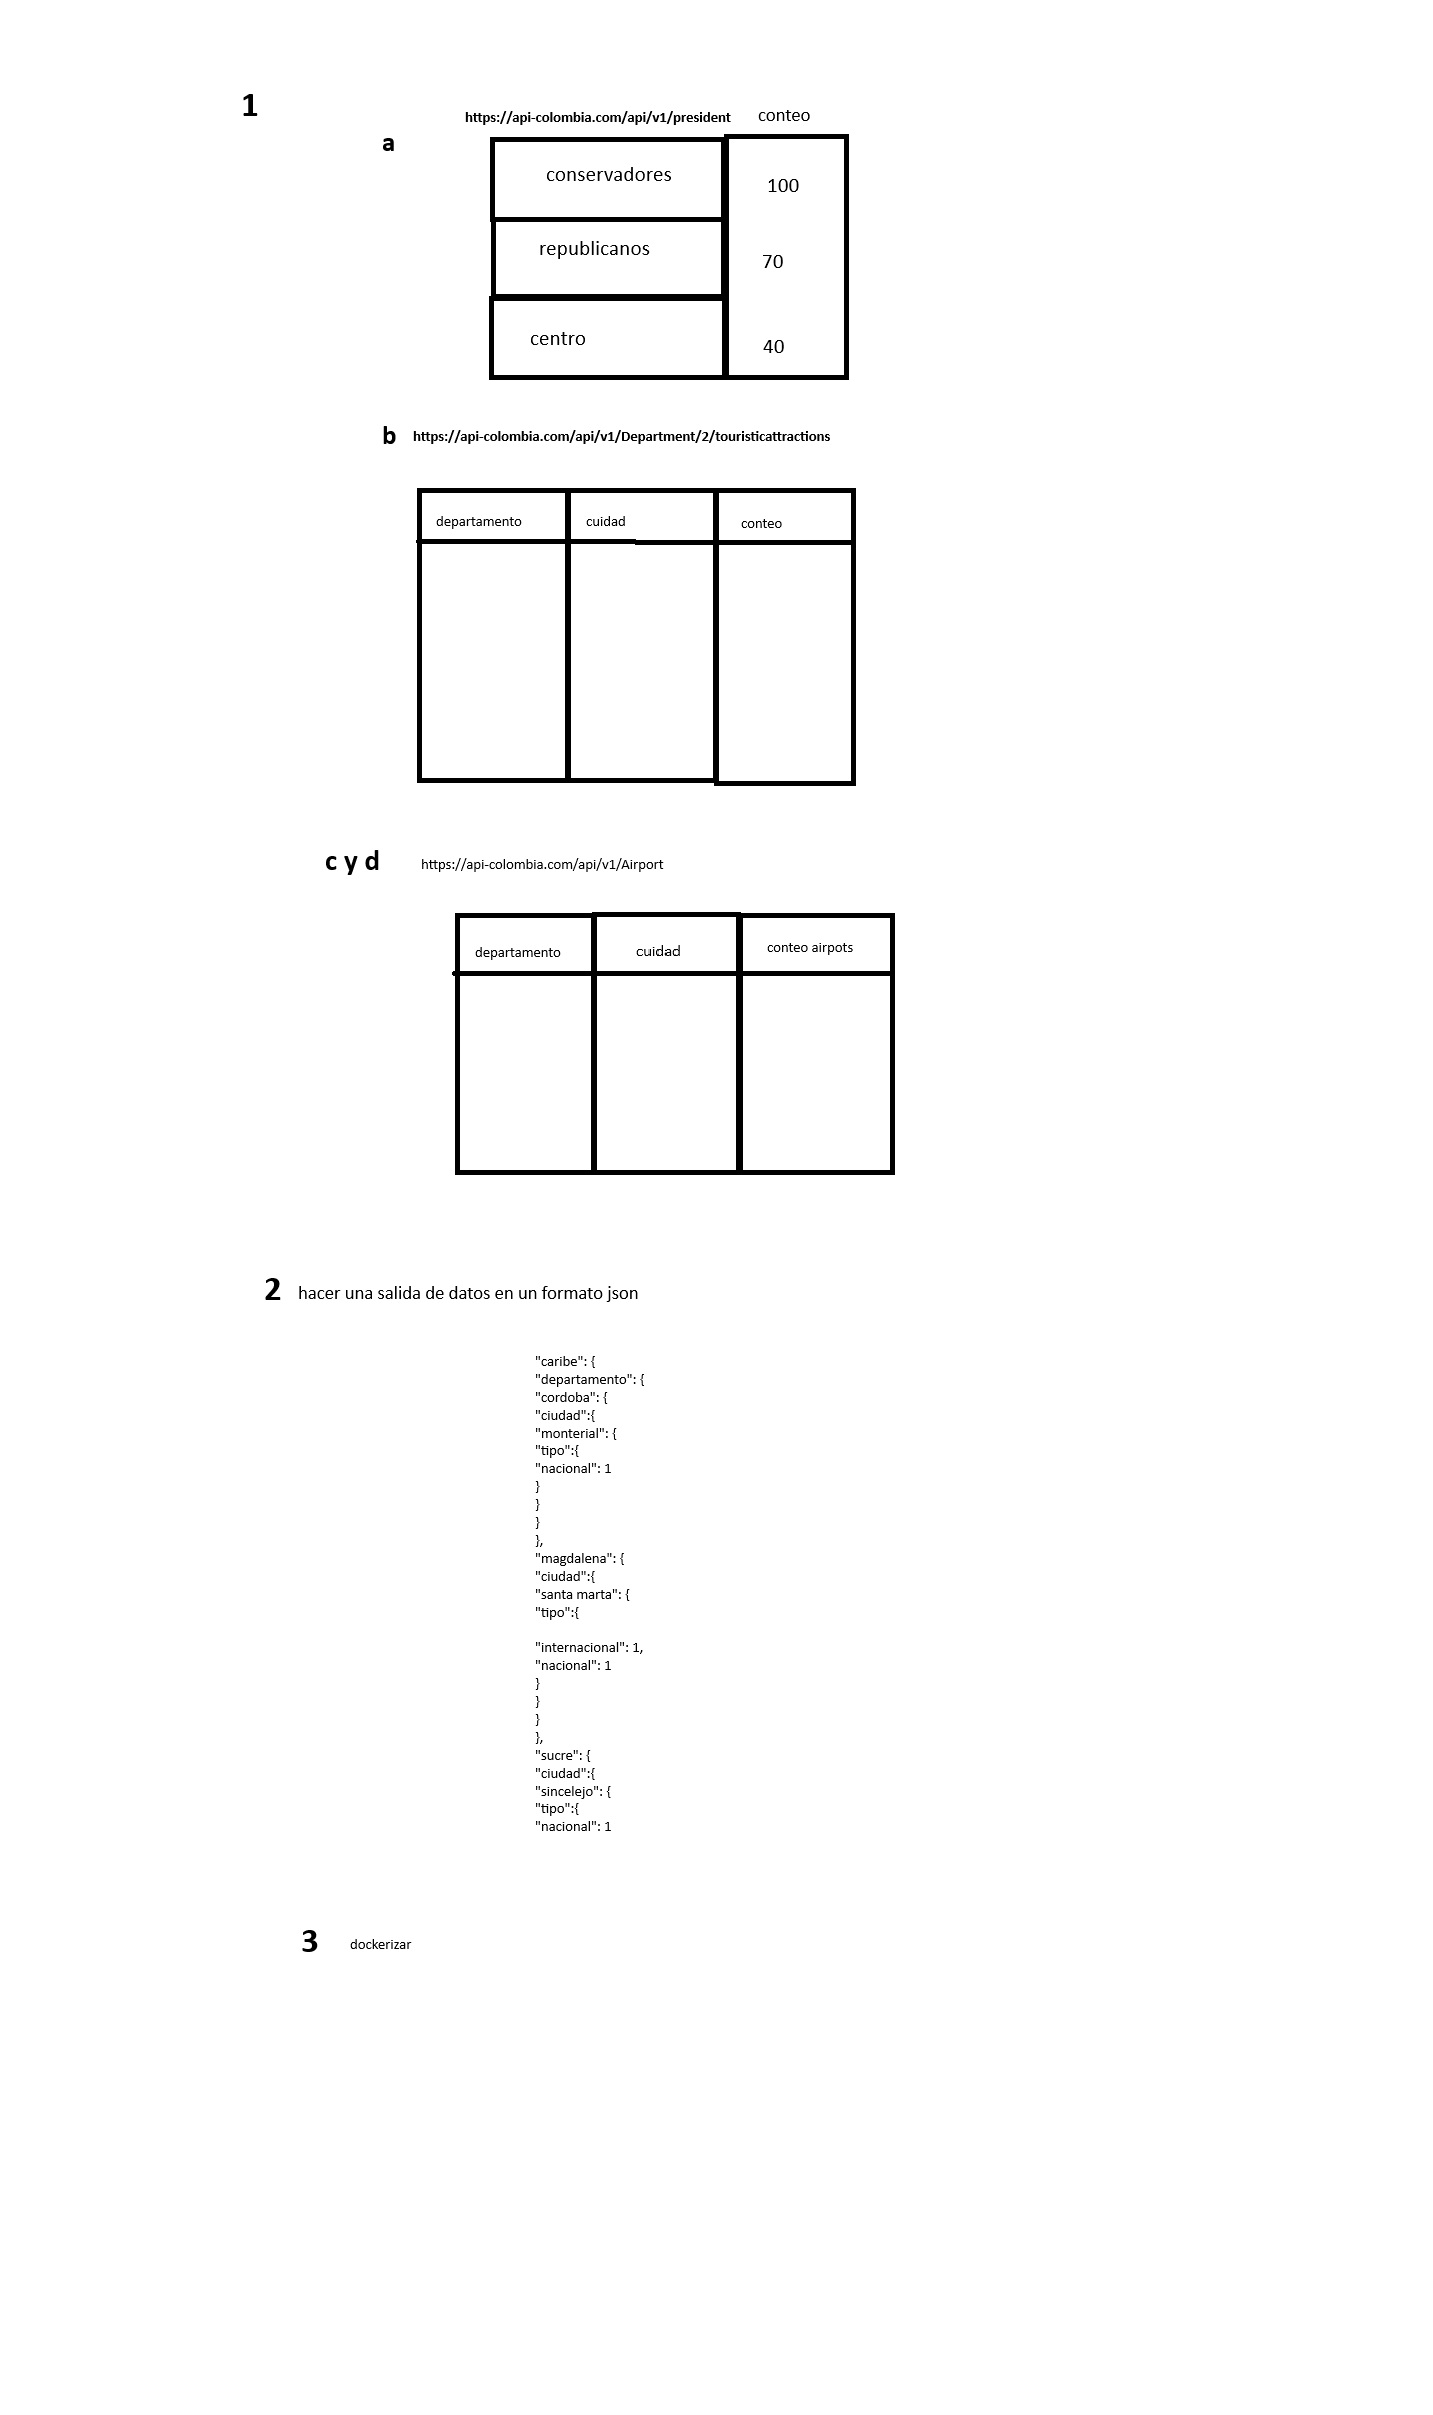 1
https://api-colombia.com/api/v1/president conteo
a
conservadores 100
republicanos 70
centro 40
b https://api-colombia.com/api/v1/Department/2/touristicattractions
departamento cuidad conteo
c y d https://api-colombia.com/api/v1/Airport
departamento cuidad conteo airpots
2 hacer una salida de datos en un formato json
"caribe": {
"departamento": {
"cordoba": {
"ciudad":{
"monterial": {
"tipo":{
"nacional": 1
}
}
}
},
"magdalena": {
"ciudad":{
"santa marta": {
"tipo":{
"internacional": 1,
"nacional": 1
}
}
}
},
"sucre": {
"ciudad":{
"sincelejo": {
"tipo":{
"nacional": 1
3 dockerizar